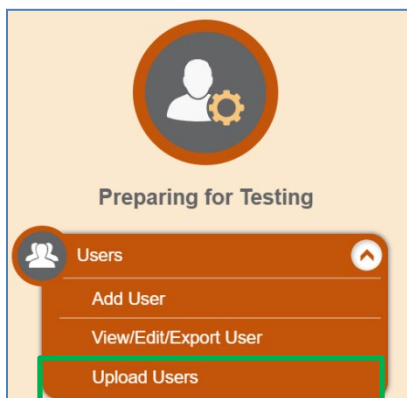 Preparing for Testing
Users
Add User
View/Edit/Export User
Upload Users